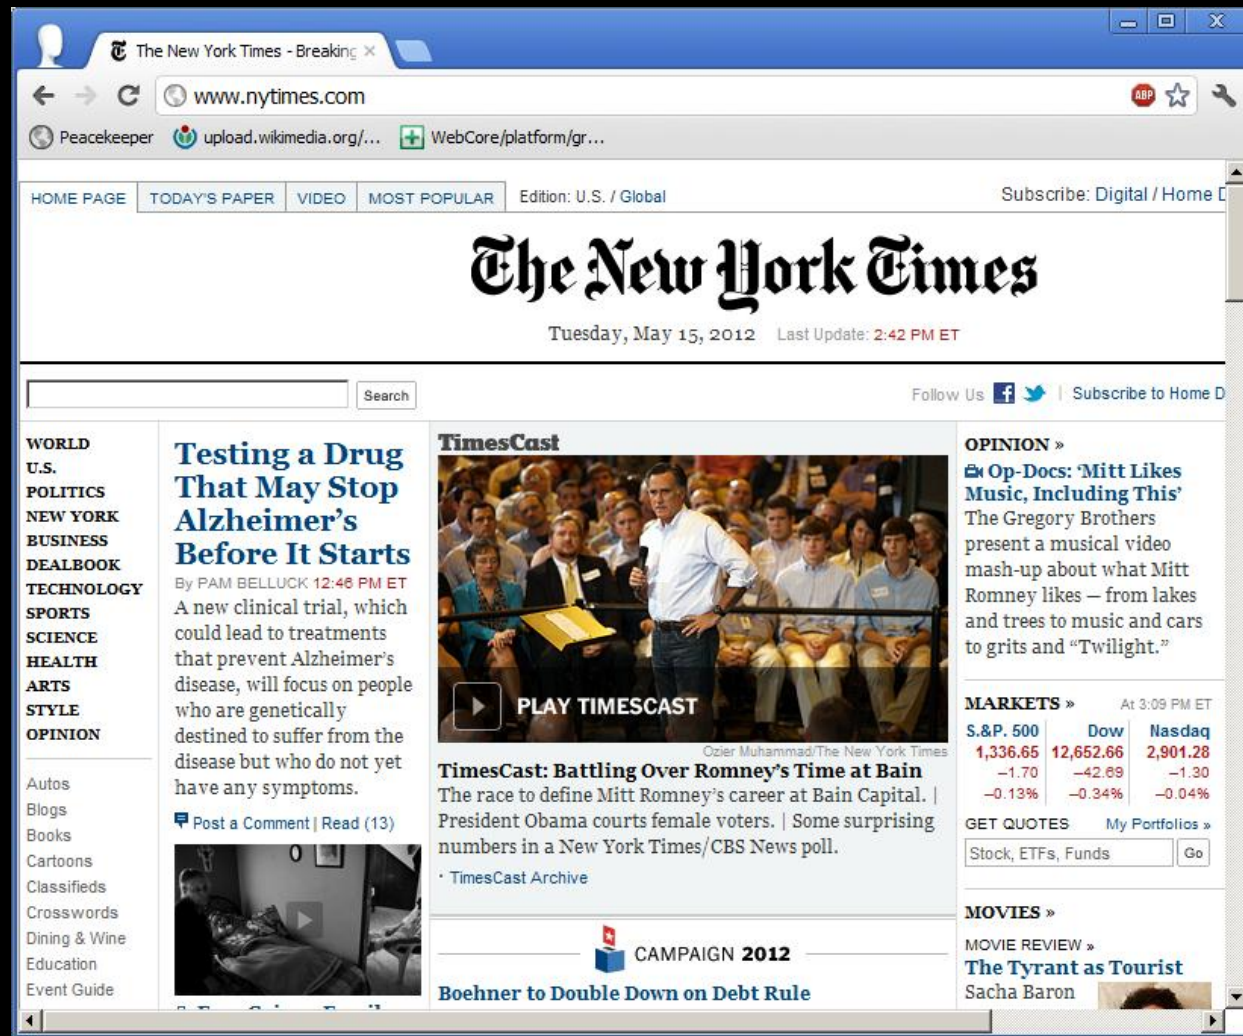 The New York Times - Breaking
www.nytimes.com
ABP
Peacekeeper
upload.wikimedia.org/...
WebCore/platform/gr...
HOME PAGE
TODAY'S PAPER
VIDEO
MOST POPULAR
Edition: U.S. / Global
Subscribe: Digital / Home D
The New York Times
Tuesday, May 15, 2012
Last Update: 2:42 PM ET
Search
Follow Us
Subscribe to Home D
WORLD
U.S.
POLITICS
NEW YORK
BUSINESS
DEALBOOK
TECHNOLOGY
SPORTS
SCIENCE
HEALTH
ARTS
STYLE
OPINION
Autos
Blogs
Books
Cartoons
Classifieds
Crosswords
Dining & Wine
Education
Event Guide
Testing a Drug
That May Stop
Alzheimer's
Before It Starts
By PAM BELLUCK 12:46 PM ET
A new clinical trial, which
could lead to treatments
that prevent Alzheimer's
disease, will focus on people
who are genetically
destined to suffer from the
disease but who do not yet
have any symptoms.
Post a Comment | Read (13)
TimesCast
PLAY TIMESCAST
Ozier Muhammad/The New York Times
TimesCast: Battling Over Romney's Time at Bain
The race to define Mitt Romney's career at Bain Capital. |
President Obama courts female voters. | Some surprising
numbers in a New York Times/CBS News poll.
· TimesCast Archive
CAMPAIGN 2012
Boehner to Double Down on Debt Rule
OPINION »
Op-Docs: 'Mitt Likes
Music, Including This'
The Gregory Brothers
present a musical video
mash-up about what Mitt
Romney likes — from lakes
and trees to music and cars
to grits and “Twilight.”
MARKETS »
At 3:09 PM ET
S.&P. 500 Dow Nasdaq
1,336.65 12,652.66 2,901.28
–1.70 –42.69 –1.30
–0.13% –0.34% –0.04%
GET QUOTES
My Portfolios »
Stock, ETFs, Funds
Go
MOVIES »
MOVIE REVIEW »
The Tyrant as Tourist
Sacha Baron